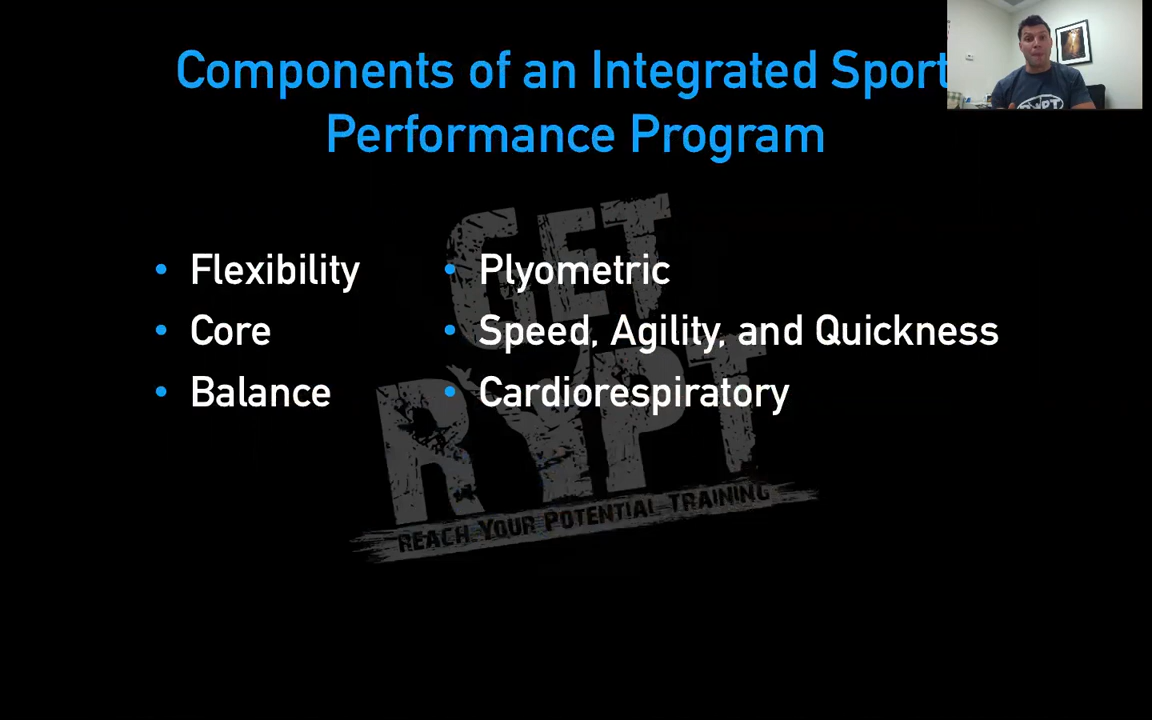 Components of an Integrated Sport
Performance Program
• Flexibility
• Core
• Balance
• Plyometric
• Speed, Agility, and Quickness
• Cardiorespiratory
GET
RYPT
REACH YOUR POTENTIAL TRAINING
RYPT